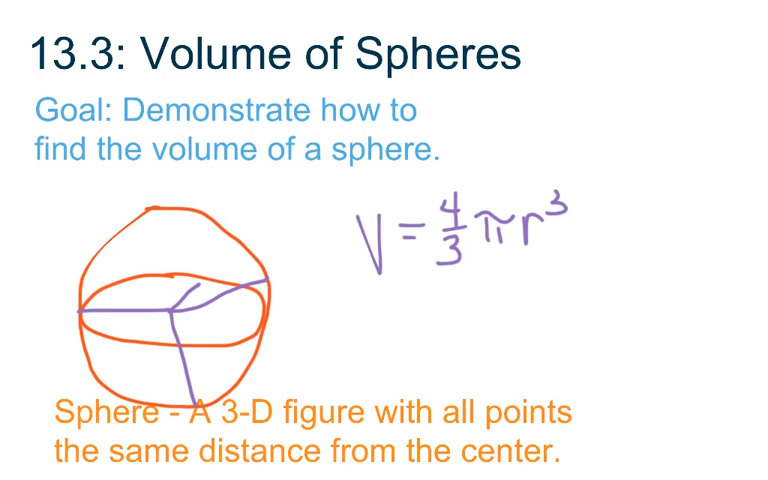 13.3: Volume of Spheres
Goal: Demonstrate how to
find the volume of a sphere.
V = 4/3 πr³
Sphere - A 3-D figure with all points
the same distance from the center.